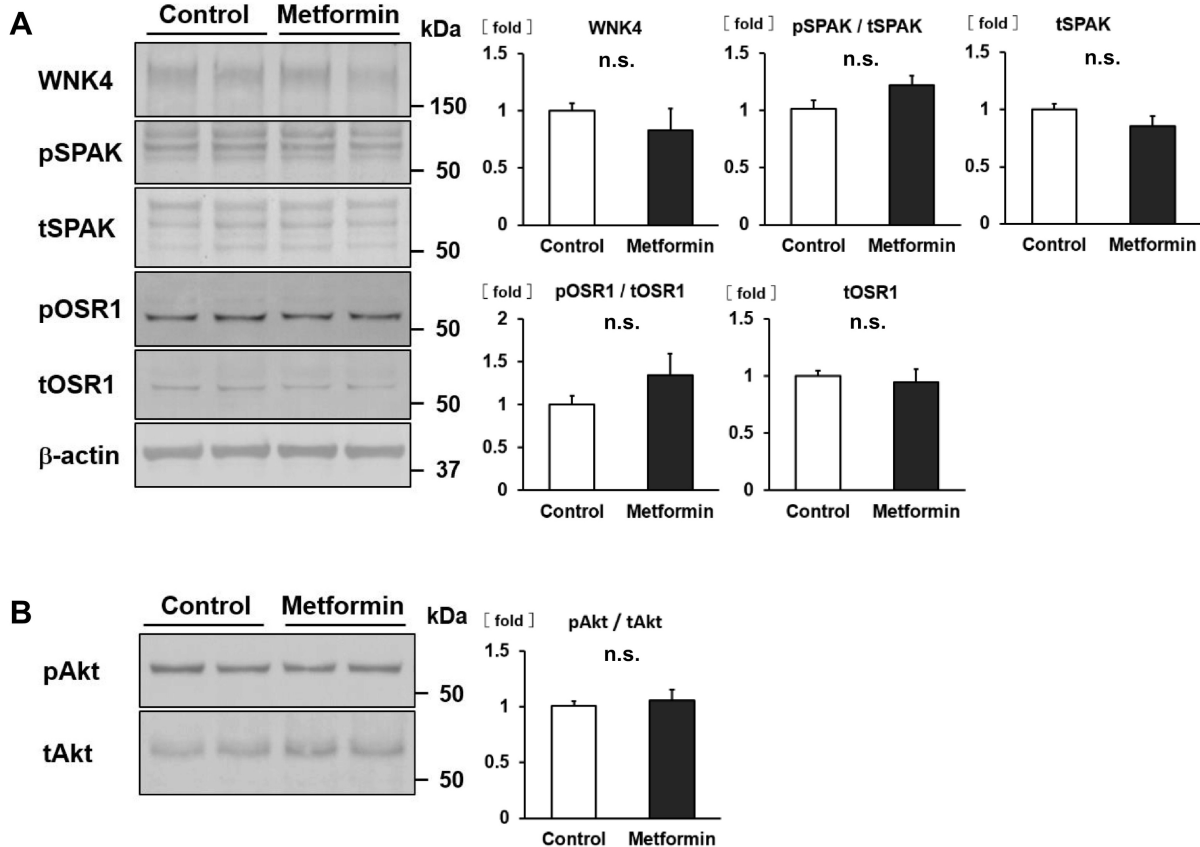 A
Control Metformin
kDa
WNK4
150
pSPAK
50
tSPAK
50
pOSR1
50
tOSR1
50
β-actin
37
[ fold ] WNK4
n.s.
1.5
1
0.5
0
Control Metformin
pSPAK / tSPAK
[ fold ]
n.s.
1.5
1
0.5
0
Control Metformin
[ fold ] tSPAK
n.s.
1.5
1
0.5
0
Control Metformin
[ fold ] pOSR1 / tOSR1
n.s.
2
1.5
1
0.5
0
Control Metformin
[ fold ] tOSR1
n.s.
1.5
1
0.5
0
Control Metformin
B
Control Metformin
kDa
pAkt
50
tAkt
50
[ fold ] pAkt / tAkt
n.s.
1.5
1
0.5
0
Control Metformin